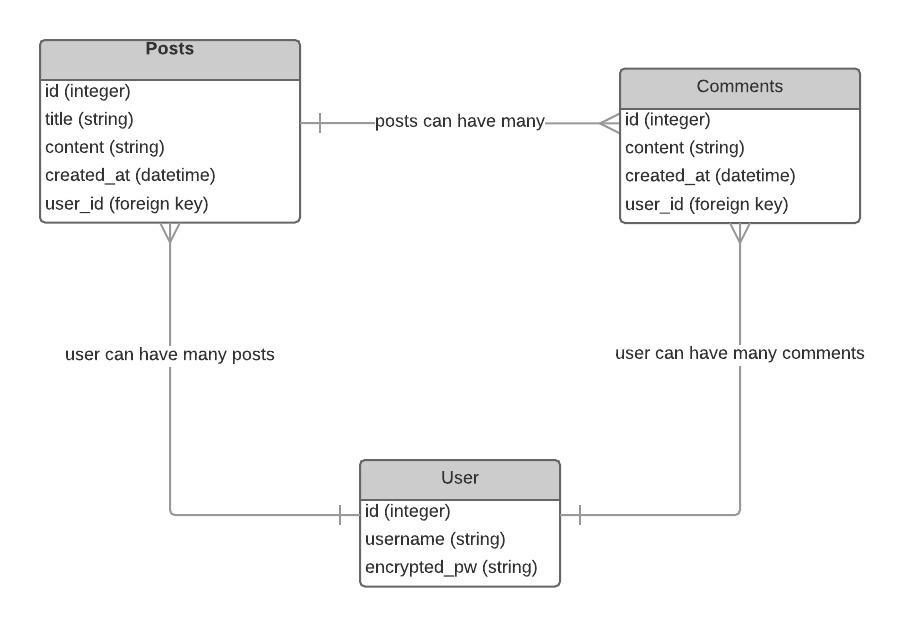 Posts
id (integer)
title (string)
content (string)
created_at (datetime)
user_id (foreign key)
posts can have many
Comments
id (integer)
content (string)
created_at (datetime)
user_id (foreign key)
user can have many posts
user can have many comments
User
id (integer)
username (string)
encrypted_pw (string)